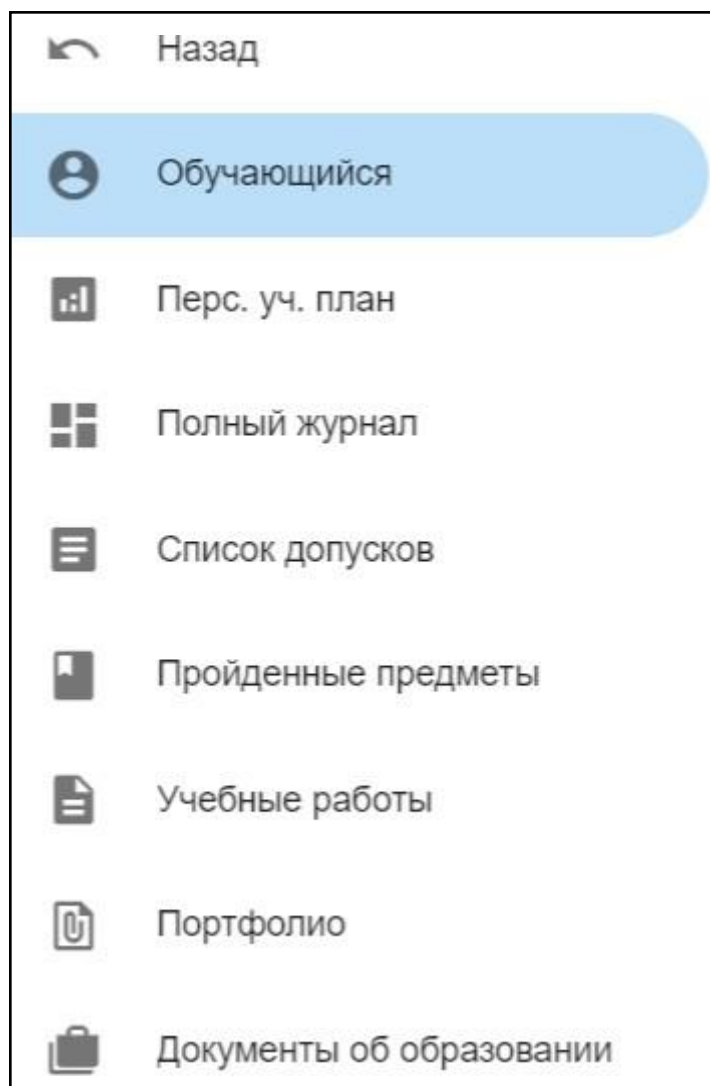 Назад
Обучающийся
Перс. уч. план
Полный журнал
Список допусков
Пройденные предметы
Учебные работы
Портфолио
Документы об образовании